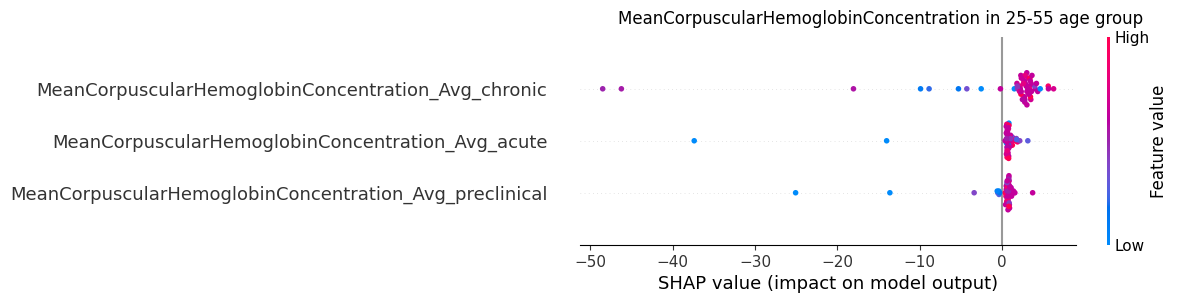 MeanCorpuscularHemoglobinConcentration in 25-55 age group
High
MeanCorpuscularHemoglobinConcentration_Avg_chronic
MeanCorpuscularHemoglobinConcentration_Avg_acute
MeanCorpuscularHemoglobinConcentration_Avg_preclinical
Feature value
Low
−50 −40 −30 −20 −10 0
SHAP value (impact on model output)